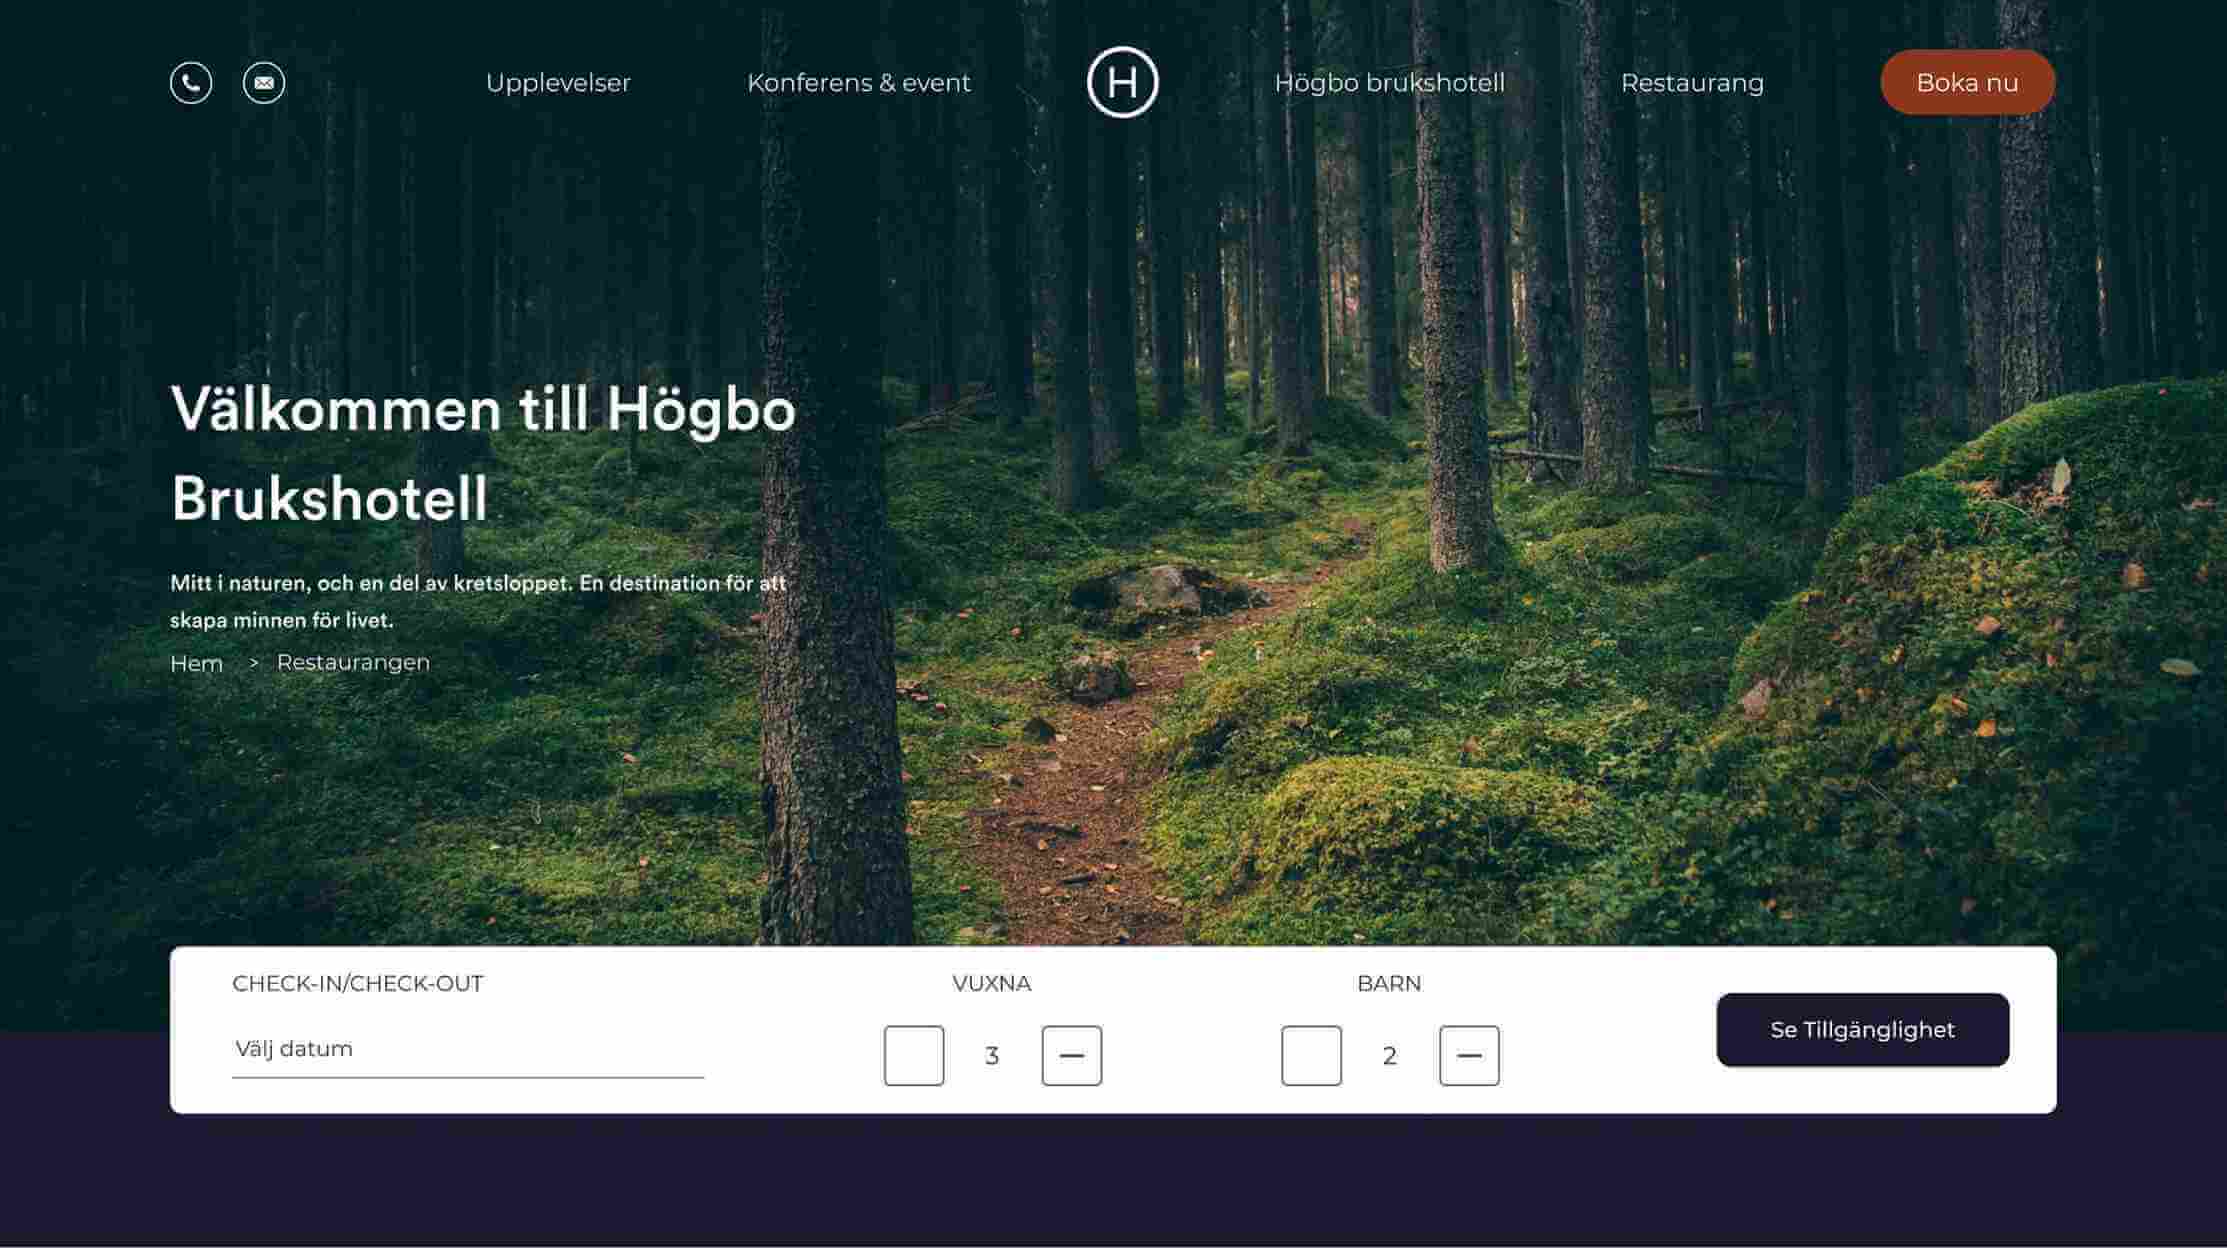 Upplevelser
Konferens & event
H
Högbo brukshotell
Restaurang
Boka nu
Välkommen till Högbo
Brukshotell
Mitt i naturen, och en del av kretsloppet. En destination för att
skapa minnen för livet.
Hem > Restaurangen
CHECK-IN/CHECK-OUT
Välj datum
VUXNA
3
BARN
2
Se Tillgänglighet